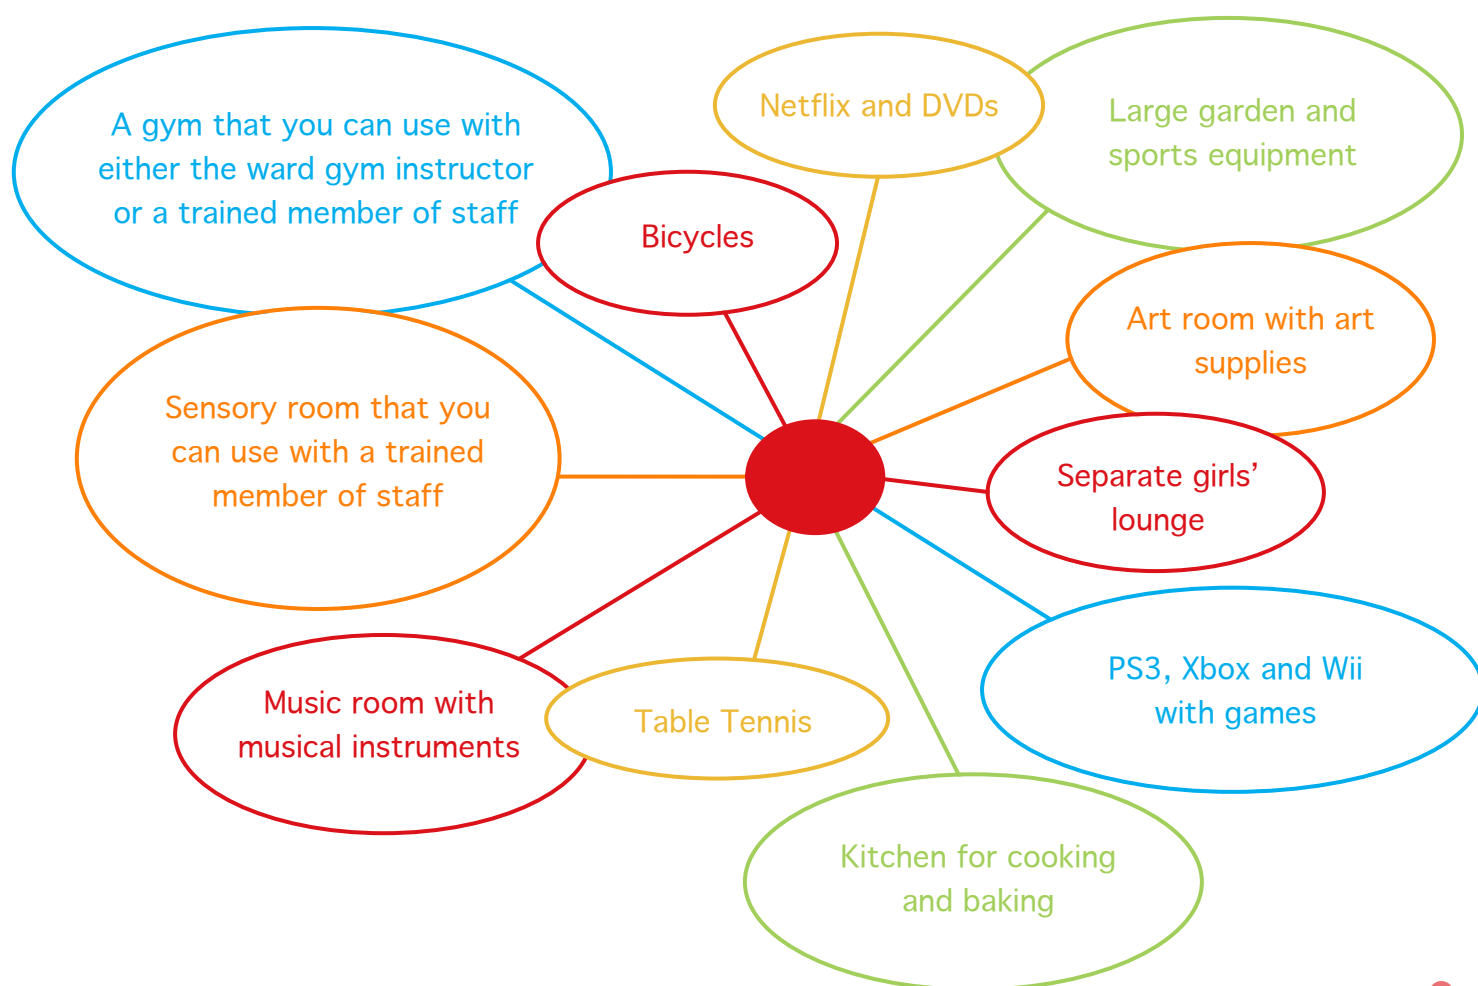 A gym that you can use with
either the ward gym instructor
or a trained member of staff
Netflix and DVDs
Large garden and
sports equipment
Bicycles
Art room with art
supplies
Sensory room that you
can use with a trained
member of staff
Separate girls’
lounge
PS3, Xbox and Wii
with games
Music room with
musical instruments
Table Tennis
Kitchen for cooking
and baking